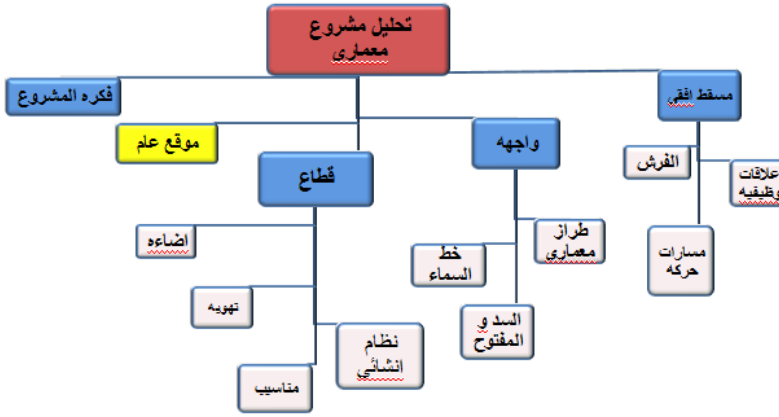 تحليل مشروع
معماري
مسقط افقي
فكره المشروع
موقع عام
واجهه
قطاع
الفرش
علاقات
وظيفيه
مسارات
حركه
طراز
معماري
خط
السماء
السد و
المفتوح
اضاءه
تهويه
نظام
انشائي
مناسيب